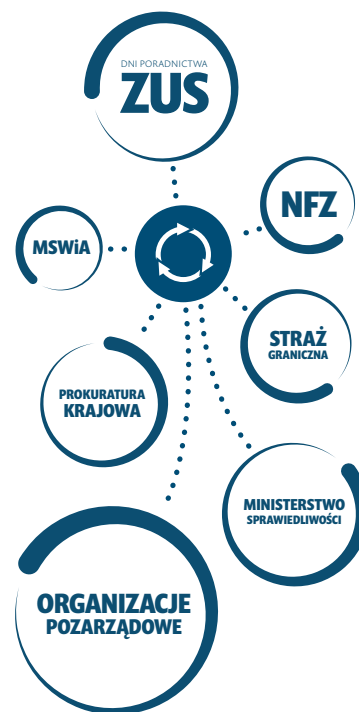 DNI PORADNICTWA
ZUS
NFZ
MSWiA
STRAŻ
GRANICZNA
PROKURATURA
KRAJOWA
MINISTERSTWO
SPRAWIEDLIWOŚCI
ORGANIZACJE
POZARZĄDOWE